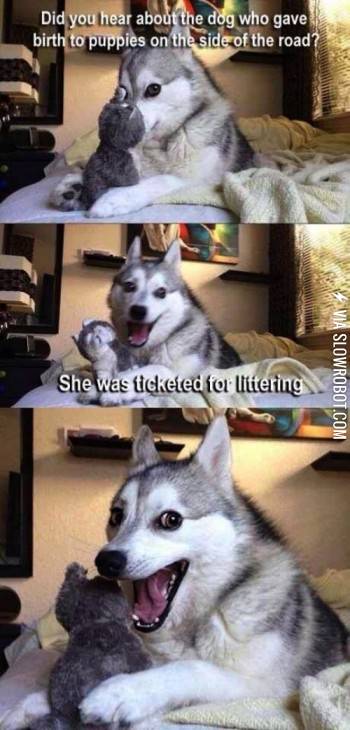 Did you hear about the dog who gave
birth to puppies on the side of the road?
She was ticketed for littering
VIA SLOWROBOT.COM